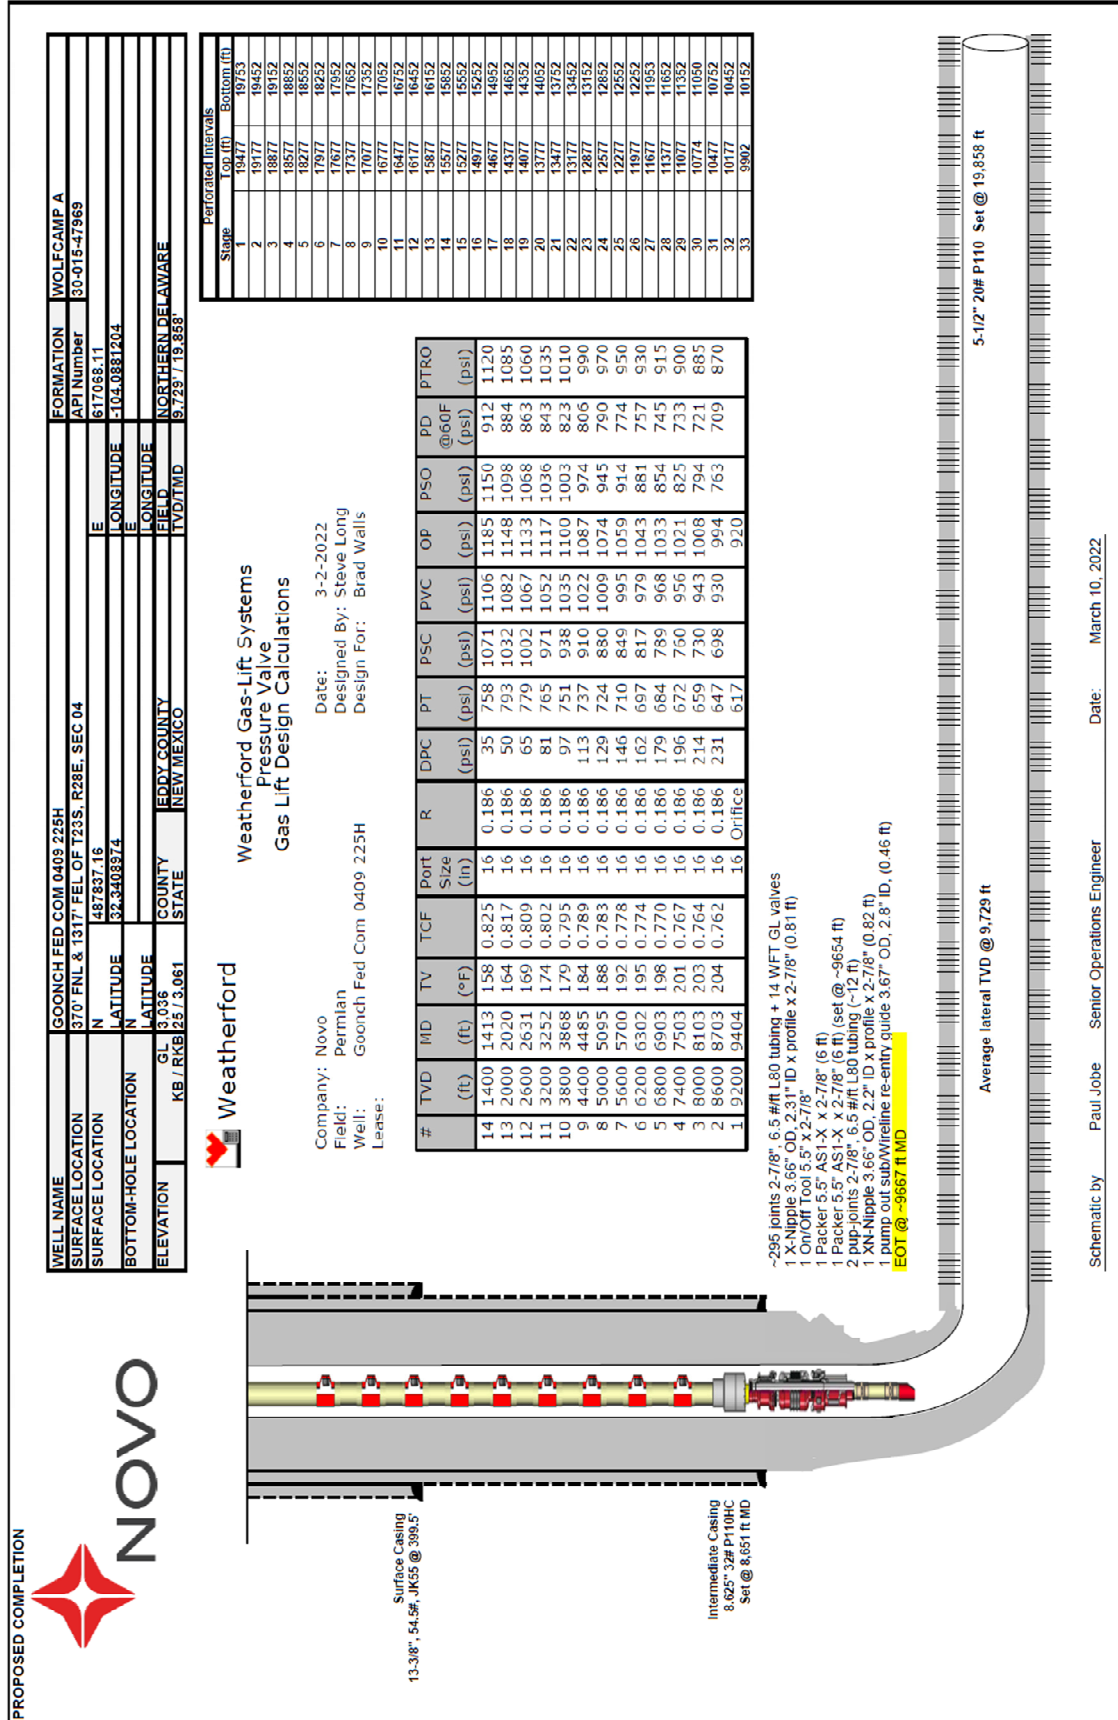 PROPOSED COMPLETION
NOVO
WELL NAME GOONCH FED COM 0409 225H FORMATION WOLFCAMP A
SURFACE LOCATION 370' FNL & 1317' FEL OF T23S, R28E, SEC 04 API Number 30-015-47969
SURFACE LOCATION N 487837.16 E 617068.11
LATITUDE 32.3408974 LONGITUDE -104.0881204
BOTTOM-HOLE LOCATION N E
LATITUDE LONGITUDE
ELEVATION GL 3,036 COUNTY EDDY COUNTY FIELD NORTHERN DELAWARE
KB / RKB 25 / 3,061 STATE NEW MEXICO TVD/TMD 9,729' / 19,858'
Weatherford
Weatherford Gas-Lift Systems
Pressure Valve
Gas Lift Design Calculations
Company: Novo Date: 3-2-2022
Field: Permian Designed By: Steve Long
Well: Goonch Fed Com 0409 225H Design For: Brad Walls
Lease:
# TVD MD TV TCF Port R DPC PT PSC PVC OP PSO PD PTRO
Size @60F
(ft) (ft) (°F) (in) (psi) (psi) (psi) (psi) (psi) (psi) (psi) (psi)
14 1400 1413 158 0.825 16 0.186 35 758 1071 1106 1185 1150 912 1120
13 2000 2020 164 0.817 16 0.186 50 793 1032 1082 1148 1098 884 1085
12 2600 2631 169 0.809 16 0.186 65 779 1002 1067 1133 1068 863 1060
11 3200 3252 174 0.802 16 0.186 81 765 971 1052 1117 1036 843 1035
10 3800 3868 179 0.795 16 0.186 97 751 938 1035 1100 1003 823 1010
9 4400 4485 184 0.789 16 0.186 113 737 910 1022 1087 974 806 990
8 5000 5095 188 0.783 16 0.186 129 724 880 1009 1074 945 790 970
7 5600 5700 192 0.778 16 0.186 146 710 849 995 1059 914 774 950
6 6200 6302 195 0.774 16 0.186 162 697 817 979 1043 881 757 930
5 6800 6903 198 0.770 16 0.186 179 684 789 968 1033 854 745 915
4 7400 7503 201 0.767 16 0.186 196 672 760 956 1021 825 733 900
3 8000 8103 203 0.764 16 0.186 214 659 730 943 1008 794 721 885
2 8600 8703 204 0.762 16 0.186 231 647 698 930 994 763 709 870
1 9200 9404 16 Orifice 617 920
Perforated Intervals
Stage Top (ft) Bottom (ft)
1 19477 19753
2 19177 19452
3 18877 19152
4 18577 18852
5 18277 18552
6 17977 18252
7 17677 17952
8 17377 17652
9 17077 17352
10 16777 17052
11 16477 16752
12 16177 16452
13 15877 16152
14 15577 15852
15 15277 15552
16 14977 15252
17 14677 14952
18 14377 14652
19 14077 14352
20 13777 14052
21 13477 13752
22 13177 13452
23 12877 13152
24 12577 12852
25 12277 12552
26 11977 12252
27 11677 11953
28 11377 11652
29 11077 11352
30 10774 11050
31 10477 10752
32 10177 10452
33 9902 10152
Surface Casing
13-3/8", 54.5#, JK55 @ 399.5'
Intermediate Casing
8.625" 32# P110HC
Set @ 8,651 ft MD
~295 joints 2-7/8", 6.5 #/ft L80 tubing + 14 WFT GL valves
1 X-Nipple 3.66" OD, 2.31" ID x profile x 2-7/8" (0.81 ft)
1 On/Off Tool 5.5" x 2-7/8"
1 Packer 5.5" AS1-X x 2-7/8" (6 ft)
1 Packer 5.5" AS1-X x 2-7/8" (6 ft) (set @ ~9654 ft)
2 pup-joints 2-7/8", 6.5 #/ft L80 tubing (~12 ft)
1 XN-Nipple 3.66" OD, 2.2" ID x profile x 2-7/8" (0.82 ft)
1 pump out sub/Wireline re-entry guide 3.67" OD, 2.8" ID, (0.46 ft)
EOT @ ~9667 ft MD
5-1/2" 20# P110 Set @ 19,858 ft
Average lateral TVD @ 9,729 ft
Schematic by Paul Jobe Senior Operations Engineer Date: March 10, 2022